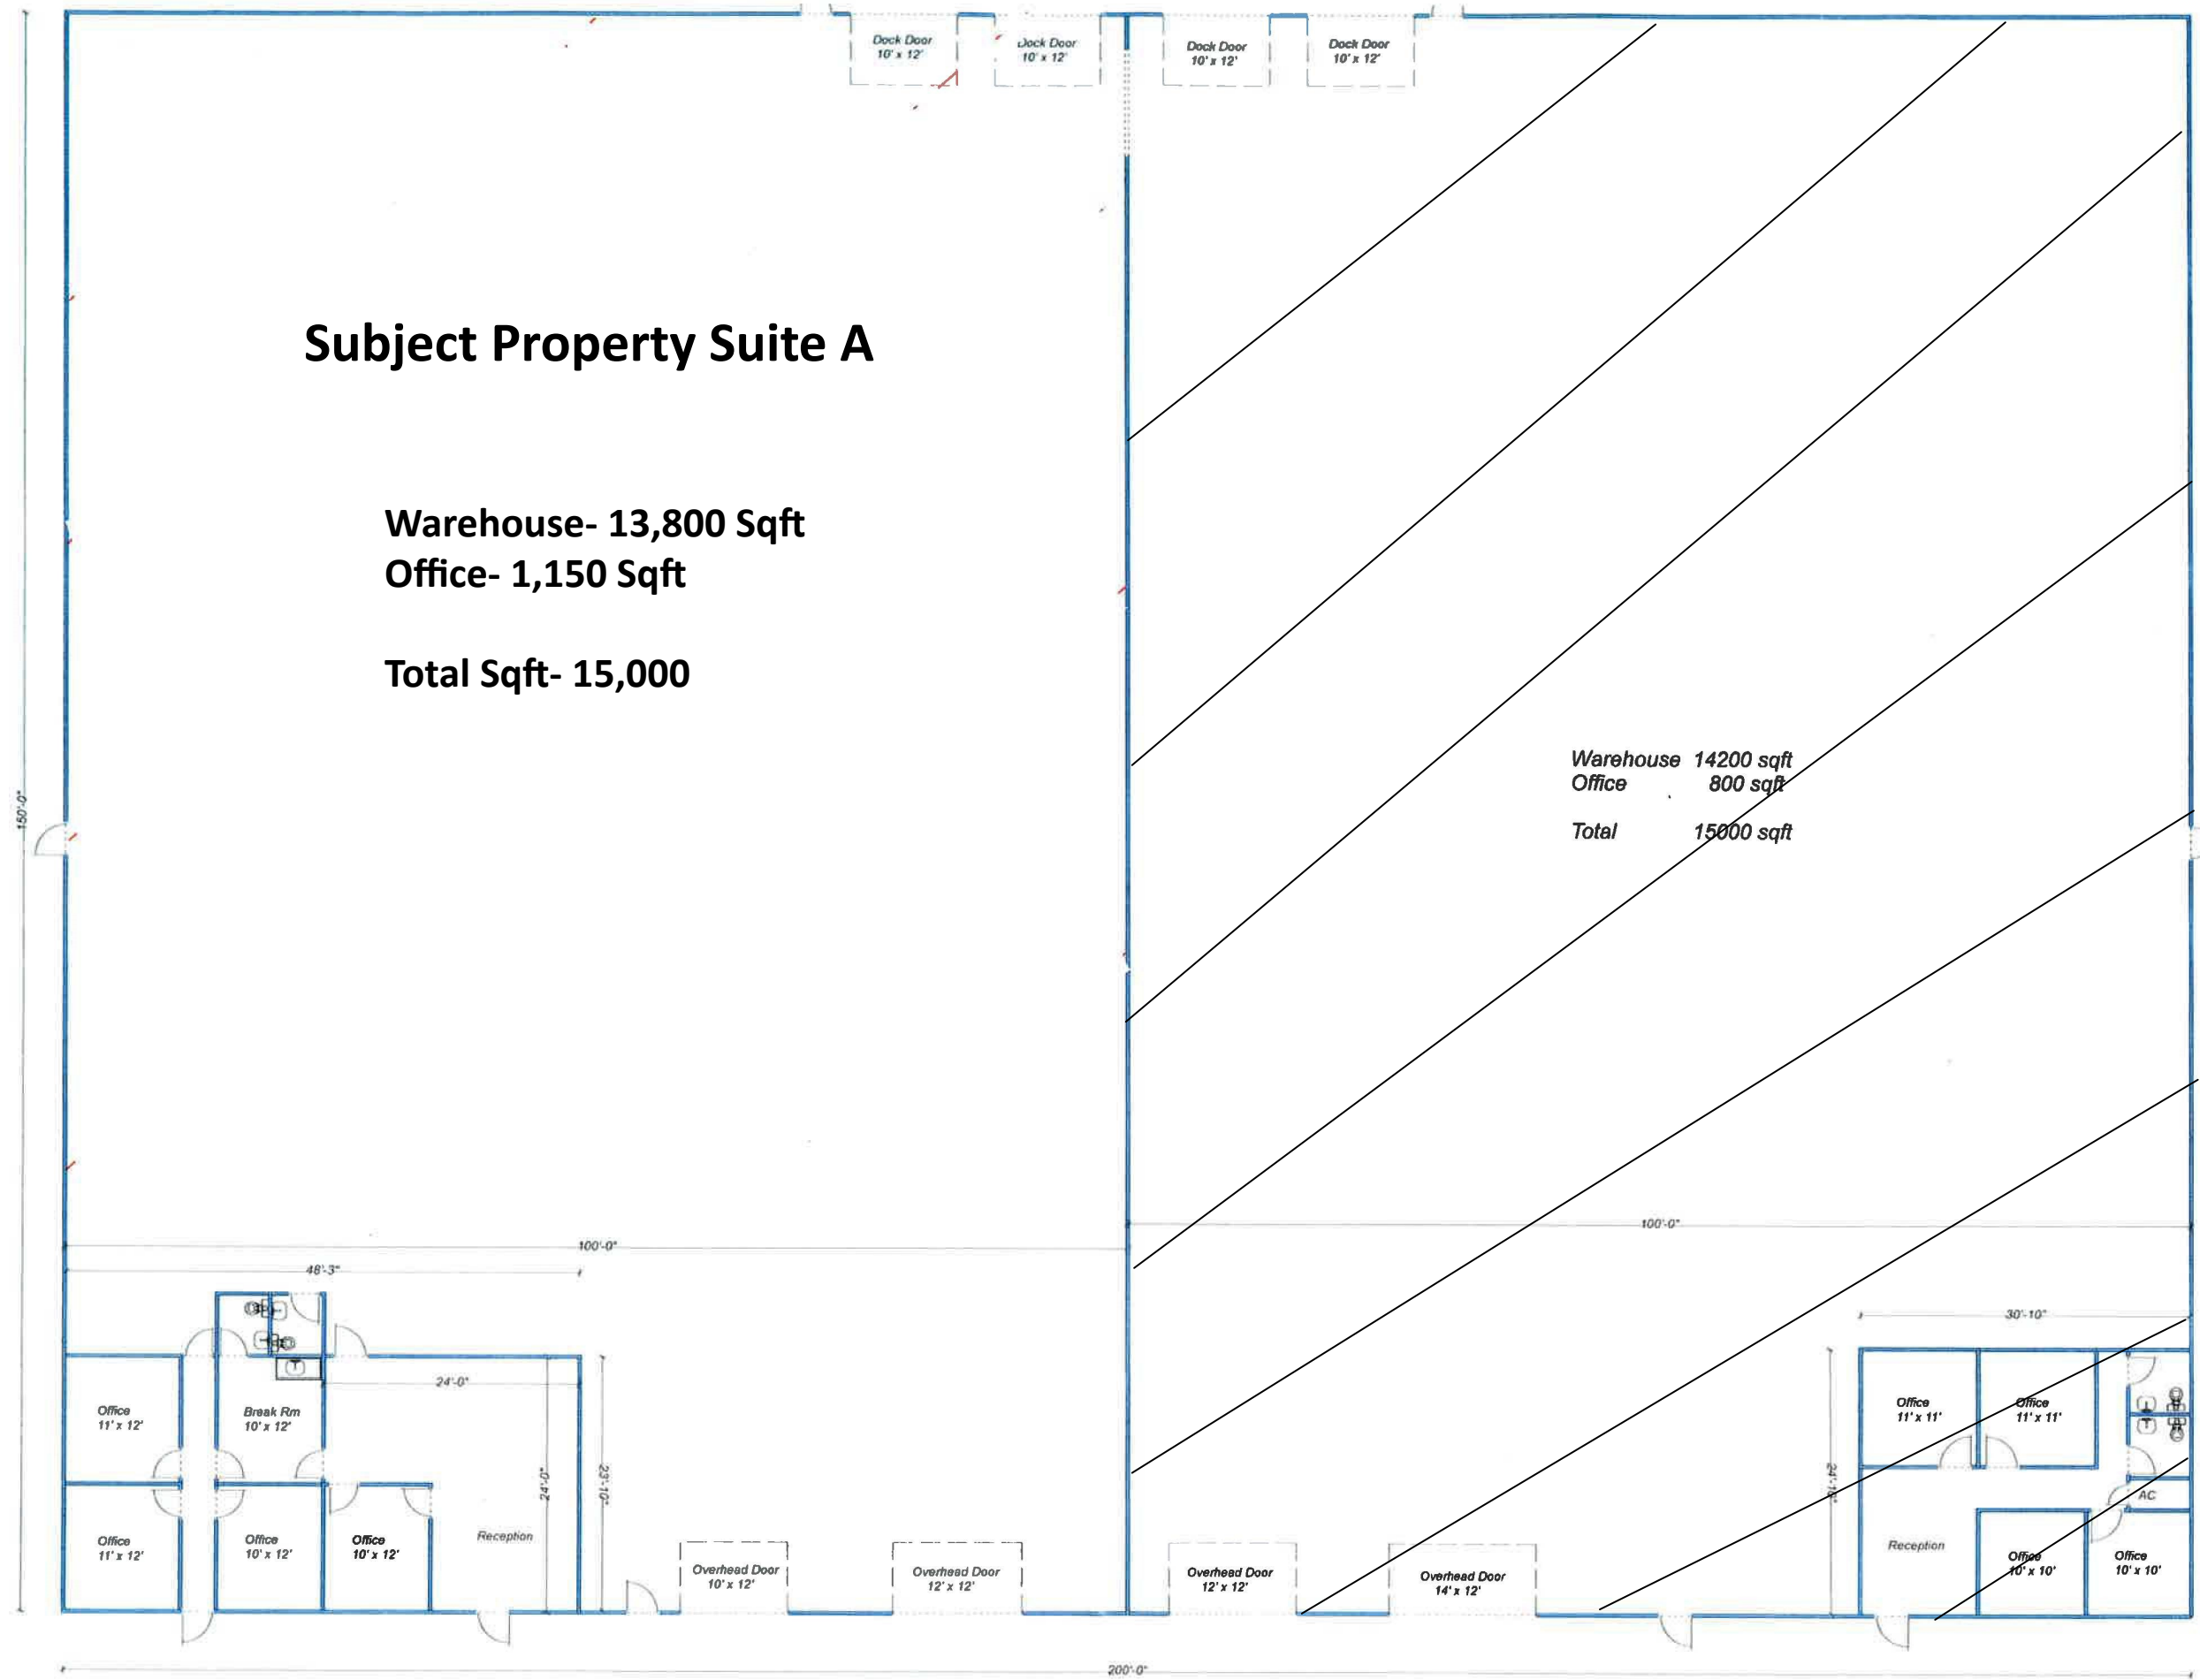 Dock Door
10' x 12'
Dock Door
10' x 12'
Dock Door
10' x 12'
Dock Door
10' x 12'
Subject Property Suite A
Warehouse- 13,800 Sqft
Office- 1,150 Sqft
Total Sqft- 15,000
Warehouse 14200 sqft
Office 800 sqft
Total 15000 sqft
150'-0"
100'-0"
100'-0"
48'-3"
30'-10"
24'-0"
Office
11' x 12'
Break Rm
10' x 12'
24'-0"
23'-10"
Office
11' x 12'
Office
10' x 12'
Office
10' x 12'
Reception
Overhead Door
10' x 12'
Overhead Door
12' x 12'
Overhead Door
12' x 12'
Overhead Door
14' x 12'
Office
11' x 11'
Office
11' x 11'
AC
Reception
Office
10' x 10'
Office
10' x 10'
200'-0"